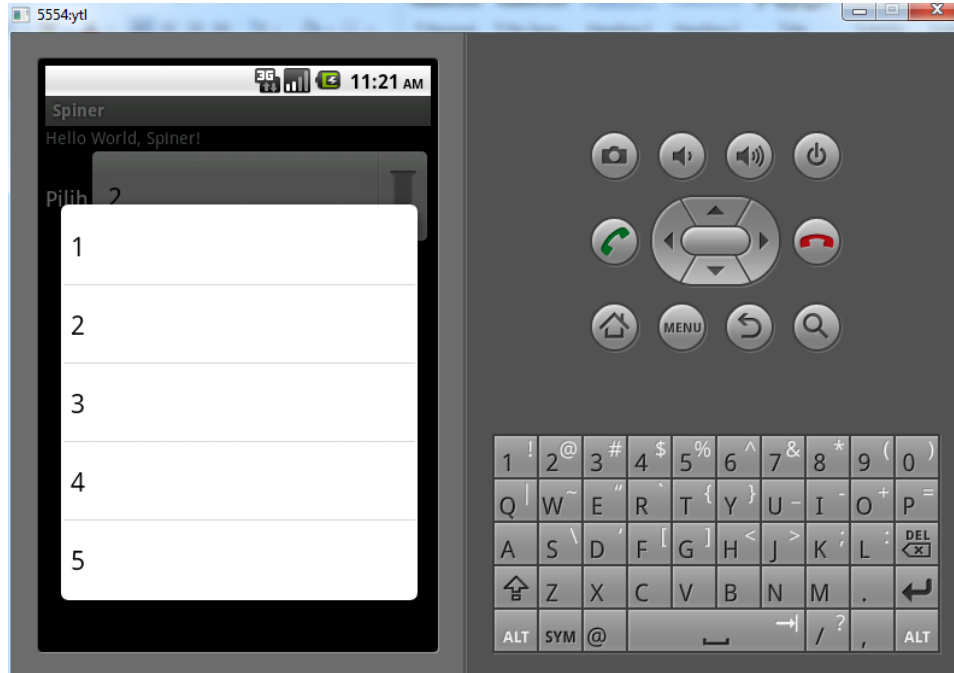 5554:ytl
3G 11:21 AM
Spiner
Hello World, Spiner!
Pilih 2
1
2
3
4
5
MENU
1 ! 2 @ 3 # 4 $ 5 % 6 ^ 7 & 8 * 9 ( 0 )
Q | W ~ E " R ` T { Y } U _ I - O + P =
A S \ D ' F [ G ] H < J > K ; L : DEL
Z X C V B N M .
ALT SYM @ / ? , ALT